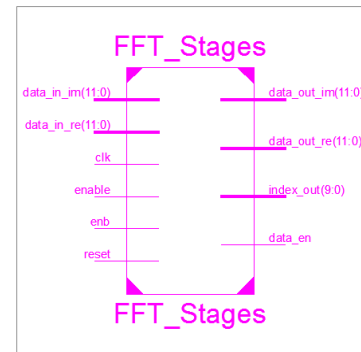 FFT_Stages
data_in_im(11:0)
data_out_im(11:0
data_in_re(11:0)
data_out_re(11:0)
clk
enable
index_out(9:0)
enb
data_en
reset
FFT_Stages